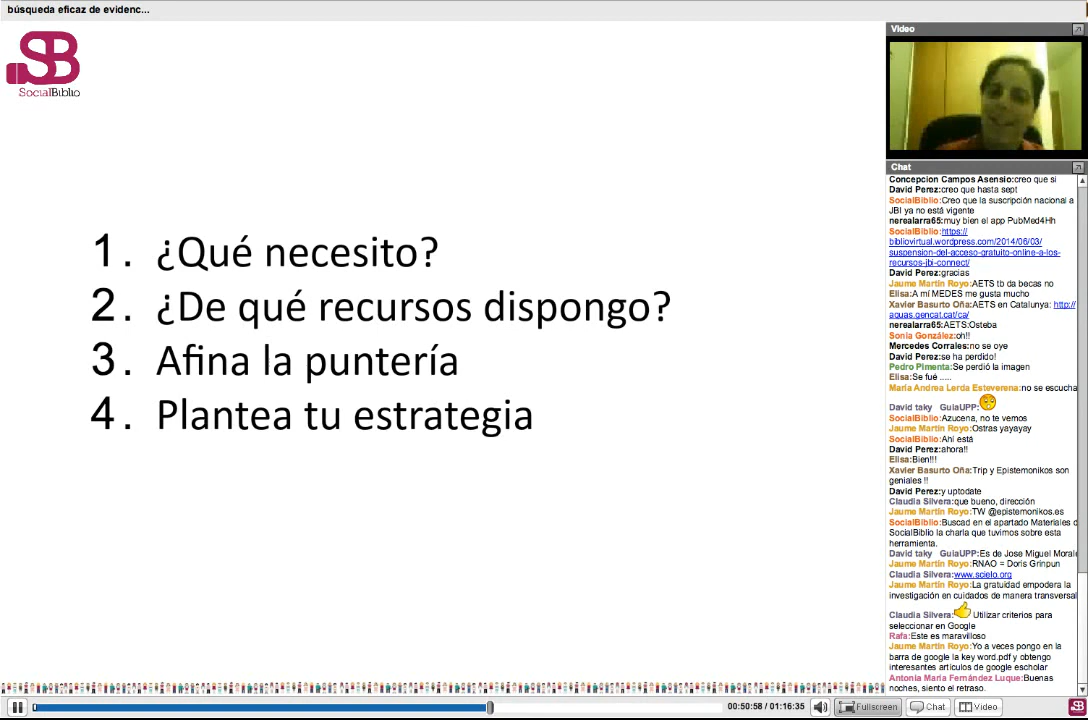 búsqueda eficaz de evidenc...
SB
SocialBiblio
1. ¿Qué necesito?
2. ¿De qué recursos dispongo?
3. Afina la puntería
4. Plantea tu estrategia
Video
Chat
Concepcion Campos Asensio:creo que si
David Perez:creo que hasta sept
SocialBiblio:Creo que la suscripción nacional a
JBI ya no está vigente
nerealarra65:muy bien el app PubMed4Hh
SocialBiblio:https://
bibliovirtual.wordpress.com/2014/06/03/
suspension-del-acceso-gratuito-online-a-los-
recursos-jbi-connect/
David Perez:gracias
Jaume Martin Royo:AETS tb da becas no
Elisa:A mí MEDES me gusta mucho
Xavier Basurto Oña:AETS en Catalunya: http://
aquas.gencat.cat/ca/
nerealarra65:AETS:Osteba
Sonia González:oh!!
Mercedes Corrales:no se oye
David Perez:se ha perdido!
Pedro Pimenta:Se perdió la imagen
Elisa:Se fué .....
María Andrea Lerda Esteverena:no se escucha
David taky GuiaUPP:
SocialBiblio:Azucena, no te vemos
Jaume Martin Royo:Ostras yayayay
SocialBiblio:Ahí está
David Perez:ahora!!
Elisa:Bien!!!
Xavier Basurto Oña:Trip y Epistemonikos son
geniales !!
David Perez:y uptodate
Claudia Silvera:que bueno, dirección
Jaume Martin Royo:TW @epistemonikos.es
SocialBiblio:Buscad en el apartado Materiales d
SocialBiblio la charla que tuvimos sobre esta
herramienta.
David taky GuiaUPP:Es de Jose Miguel Morale
Jaume Martin Royo:RNAO = Doris Grinpun
Claudia Silvera:www.scielo.org
Jaume Martin Royo:La gratuidad empodera la
investigación en cuidados de manera transversal
Claudia Silvera: Utilizar criterios para
seleccionar en Google
Rafa:Este es maravilloso
Jaume Martin Royo:Yo a veces pongo en la
barra de google la key word.pdf y obtengo
interesantes artículos de google escholar
Antonia María Fernández Luque:Buenas
noches, siento el retraso.
00:50:58 / 01:16:35
Fullscreen
Chat
Video
SB